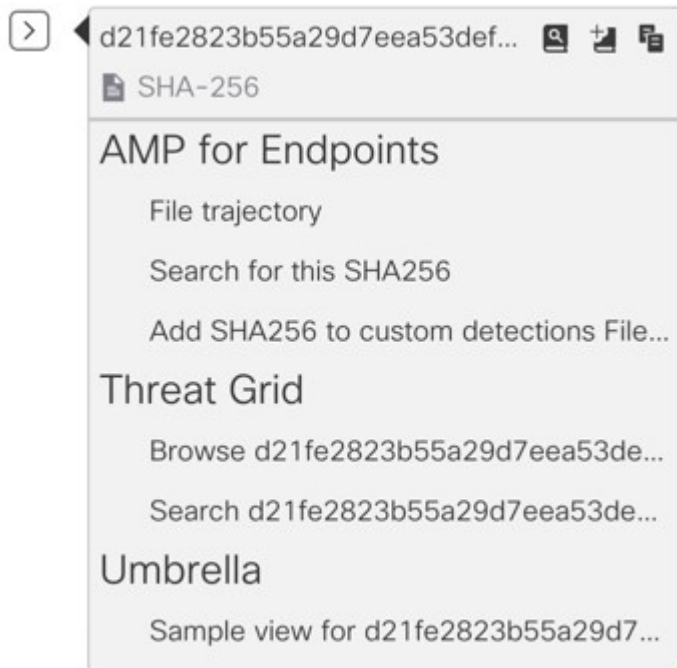 d21fe2823b55a29d7eea53def...
SHA-256
AMP for Endpoints
File trajectory
Search for this SHA256
Add SHA256 to custom detections File...
Threat Grid
Browse d21fe2823b55a29d7eea53de...
Search d21fe2823b55a29d7eea53de...
Umbrella
Sample view for d21fe2823b55a29d7...